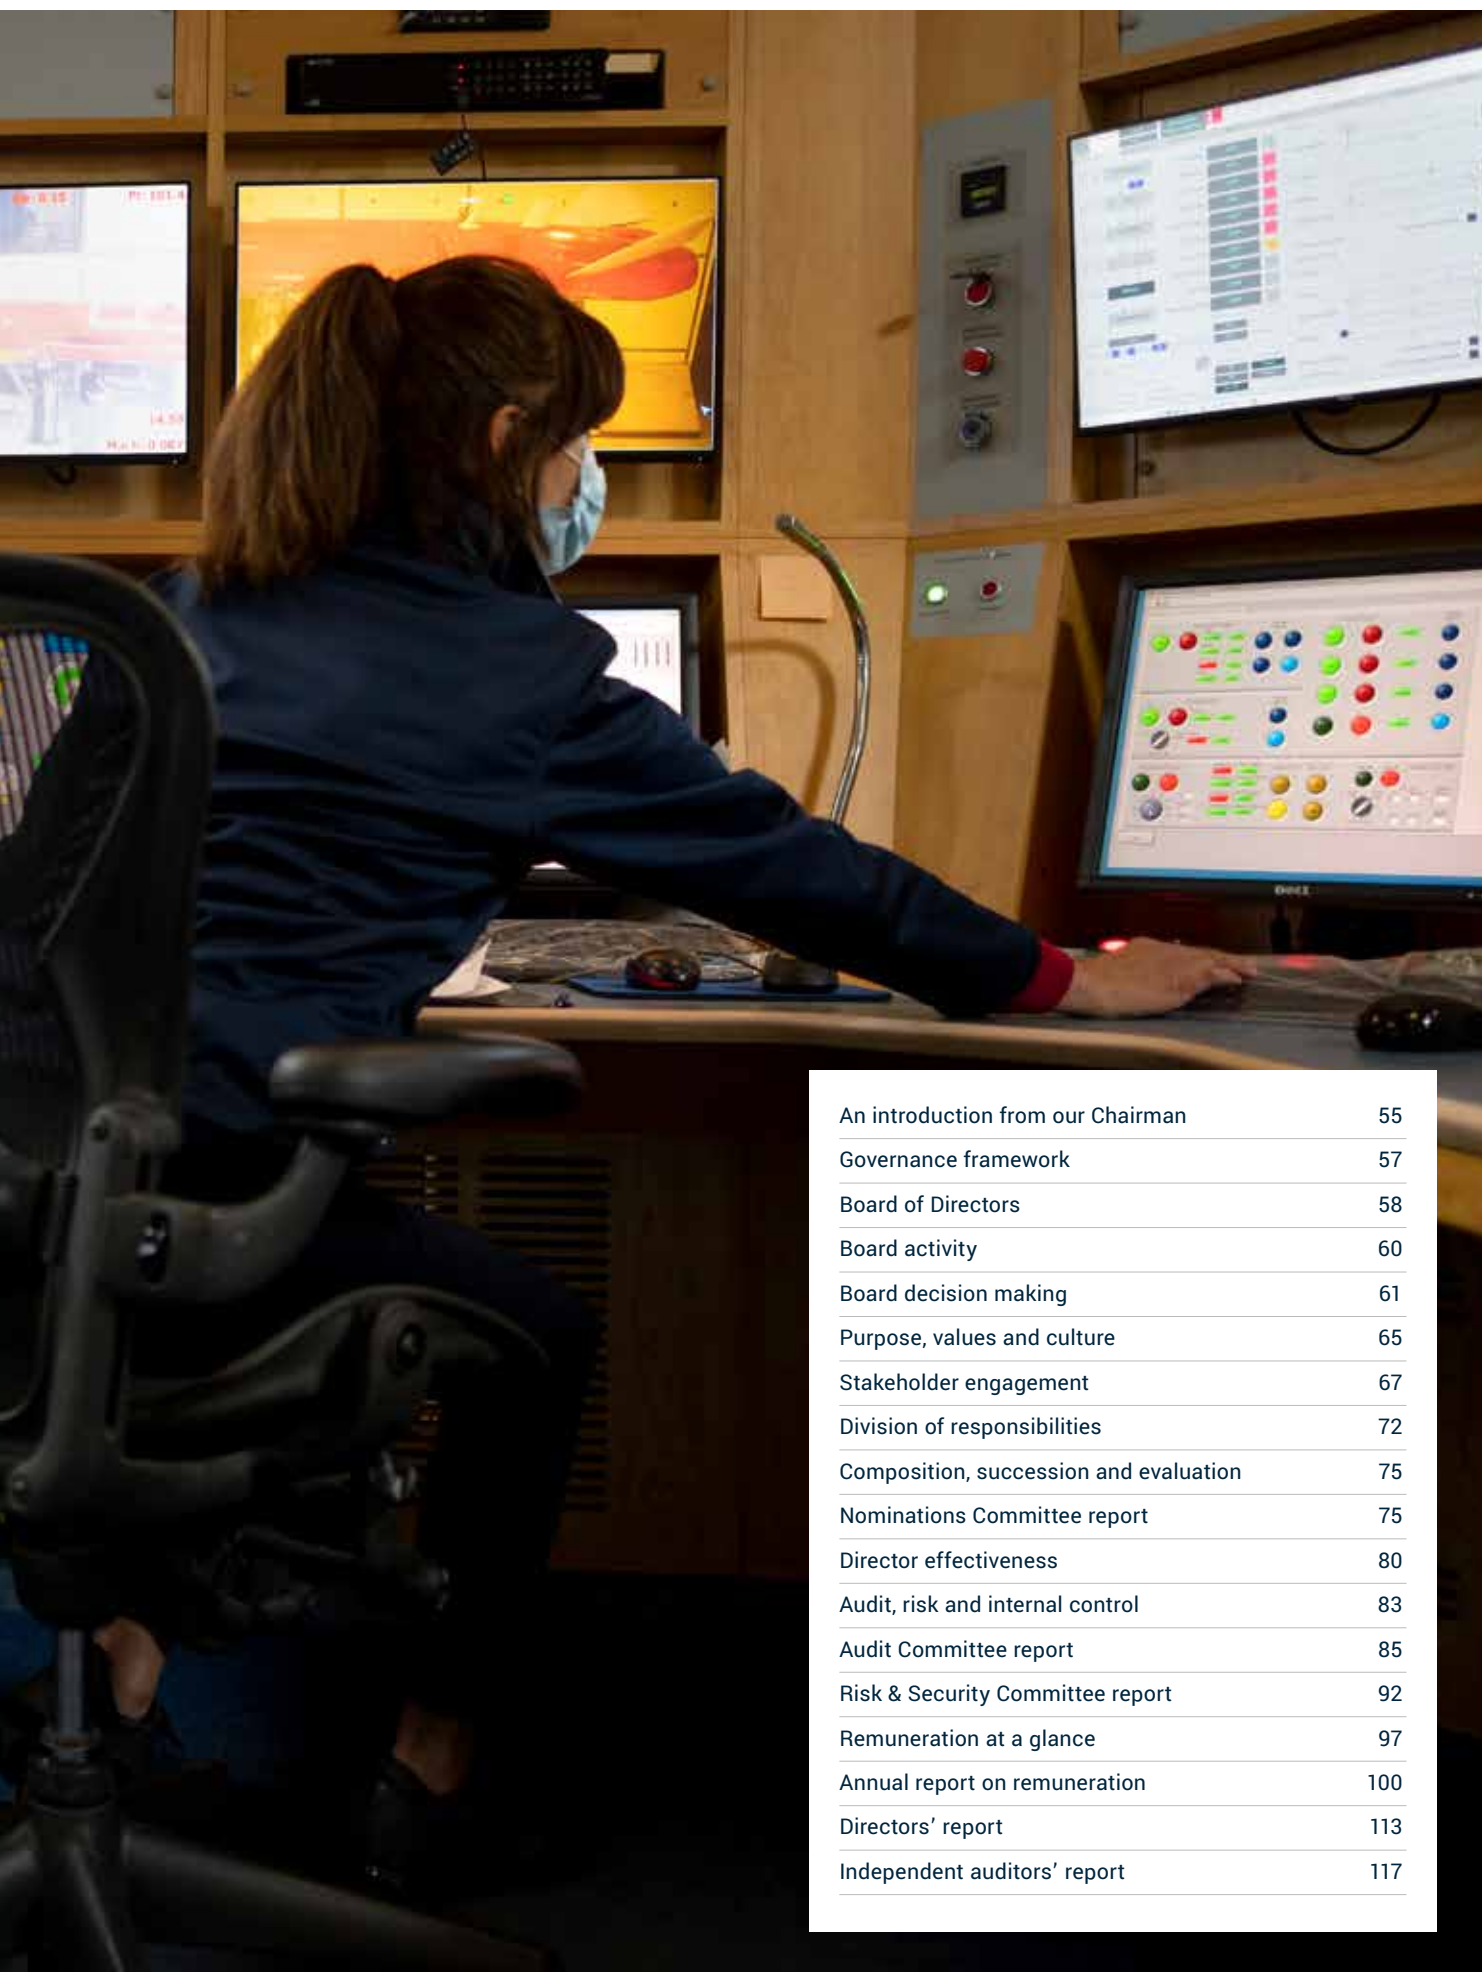 An introduction from our Chairman 55
Governance framework 57
Board of Directors 58
Board activity 60
Board decision making 61
Purpose, values and culture 65
Stakeholder engagement 67
Division of responsibilities 72
Composition, succession and evaluation 75
Nominations Committee report 75
Director effectiveness 80
Audit, risk and internal control 83
Audit Committee report 85
Risk & Security Committee report 92
Remuneration at a glance 97
Annual report on remuneration 100
Directors’ report 113
Independent auditors’ report 117